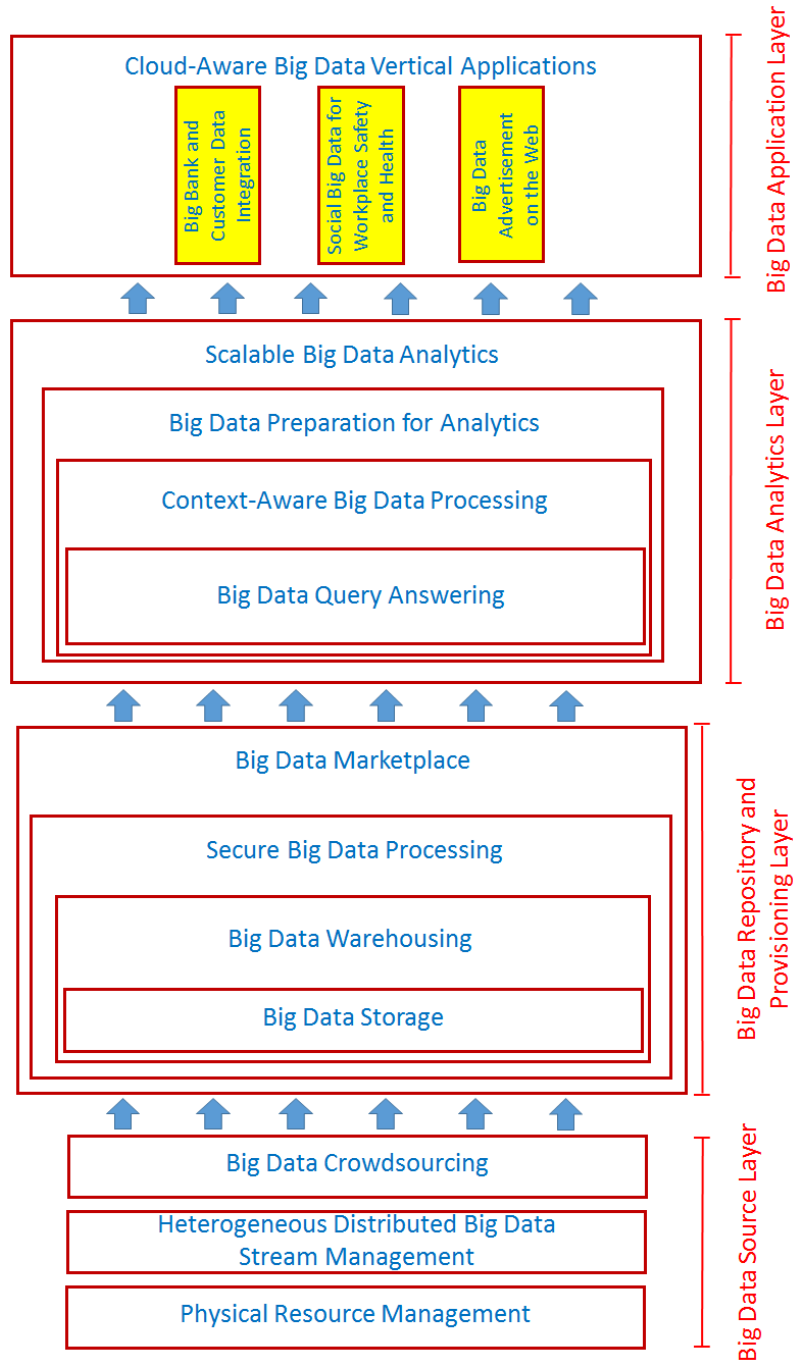 Cloud-Aware Big Data Vertical Applications
Big Bank and
Customer Data
Integration
Social Big Data for
Workplace Safety
and Health
Big Data
Advertisement
on the Web
Big Data Application Layer
Scalable Big Data Analytics
Big Data Preparation for Analytics
Context-Aware Big Data Processing
Big Data Query Answering
Big Data Analytics Layer
Big Data Marketplace
Secure Big Data Processing
Big Data Warehousing
Big Data Storage
Big Data Repository and
Provisioning Layer
Big Data Crowdsourcing
Heterogeneous Distributed Big Data
Stream Management
Physical Resource Management
Big Data Source Layer